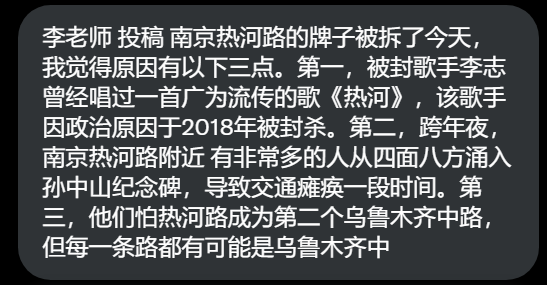 李老师 投稿 南京热河路的牌子被拆了今天，
我觉得原因有以下三点。第一，被封歌手李志
曾经唱过一首广为流传的歌《热河》，该歌手
因政治原因于2018年被封杀。第二，跨年夜，
南京热河路附近 有非常多的人从四面八方涌入
孙中山纪念碑，导致交通瘫痪一段时间。第
三，他们怕热河路成为第二个乌鲁木齐中路，
但每一条路都有可能是乌鲁木齐中